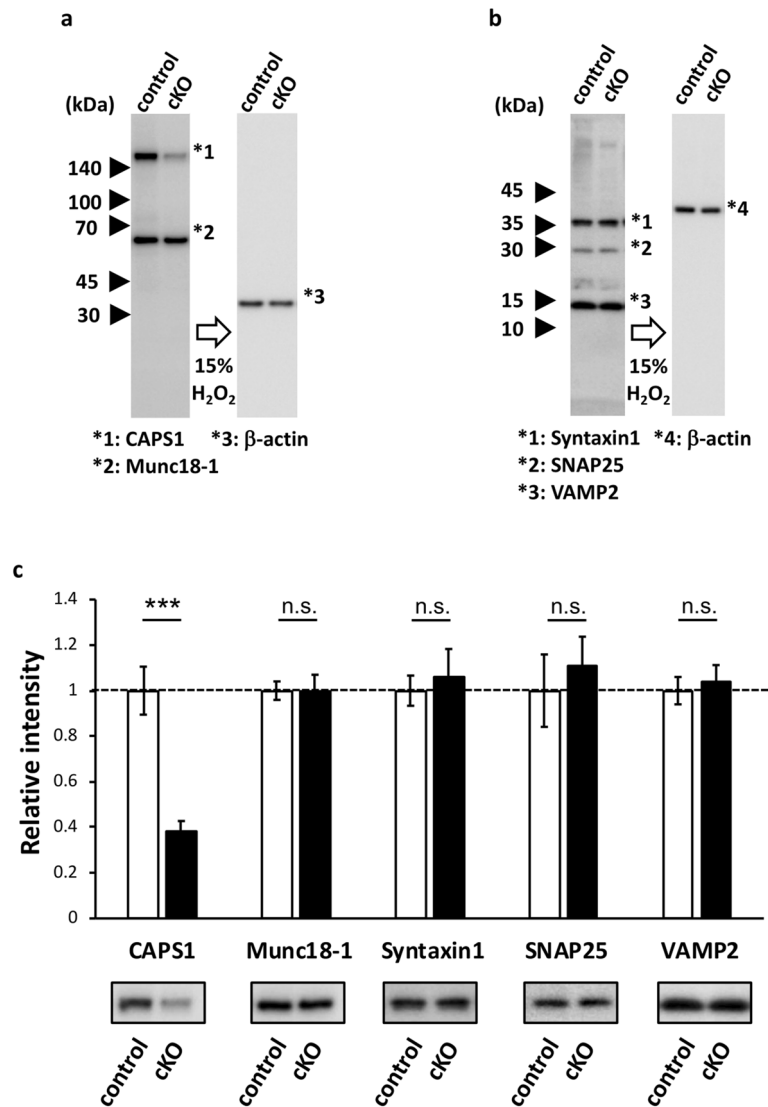 a
control cKO control cKO
(kDa)
140
100
70
45
30
*1
*2
*3
15%
H₂O₂
*1: CAPS1 *3: β-actin
*2: Munc18-1
b
control cKO control cKO
(kDa)
45
35
30
15
10
*1
*2
*3
*4
15%
H₂O₂
*1: Syntaxin1 *4: β-actin
*2: SNAP25
*3: VAMP2
c
Relative intensity
1.4
1.2
1
0.8
0.6
0.4
0.2
0
*** n.s. n.s. n.s. n.s.
CAPS1 Munc18-1 Syntaxin1 SNAP25 VAMP2
control cKO control cKO control cKO control cKO control cKO